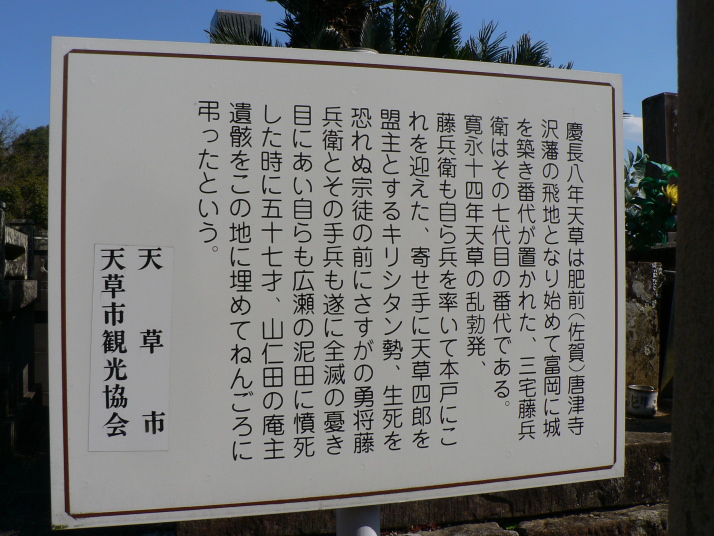 慶長八年天草は肥前(佐賀)唐津寺
沢藩の飛地となり始めて富岡に城
を築き番代が置かれた、三宅藤兵
衛はその七代目の番代である。
寛永十四年天草の乱勃発、
藤兵衛も自ら兵を率いて本戸にこ
れを迎えた、寄せ手に天草四郎を
盟主とするキリシタン勢、生死を
恐れぬ宗徒の前にさすがの勇将藤
兵衛とその手兵も遂に全滅の憂き
目にあい自らも広瀬の泥田に憤死
した時に五十七才、山仁田の庵主
遺骸をこの地に埋めてねんごろに
弔ったという。
天草市
天草市観光協会